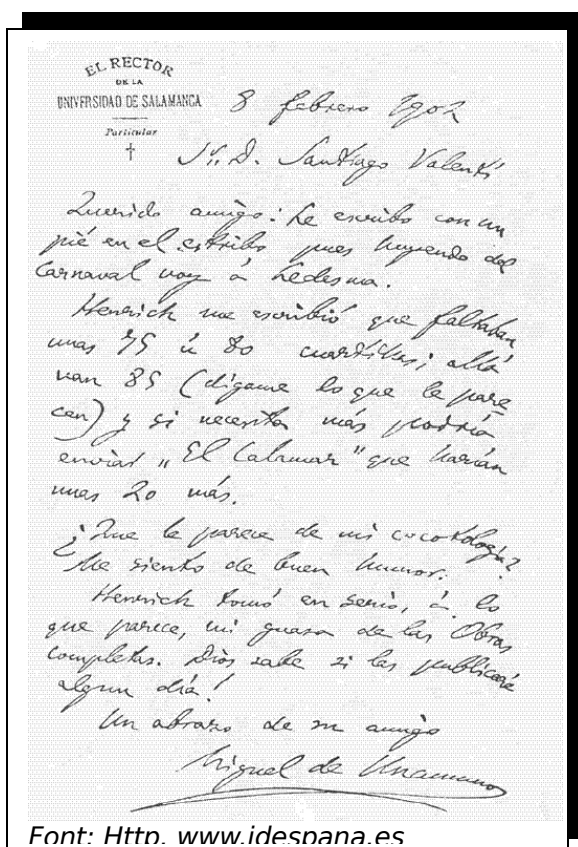 EL RECTOR
DE LA
UNIVERSIDAD DE SALAMANCA
Particular
8 febrero 1902
Sr. D. Santiago Valentí
Querido amigo: Le escribo con un
pié en el estribo pues huyendo del
Carnaval voy á Ledesma.
Henrich me escribió que faltaban
unas 75 ú 80 cuartillas; allá
van 85 (dígame lo que le pare
cen) y si necesita más podría
enviar "El Calamar" que harían
unas 20 más.
¿Que le parece de mi cocotología?
Me siento de buen humor.
Henrich tomó en serio, á lo
que parece, mi guasa de las Obras
completas. Dios sabe si las publicaré
algun día!
Un abrazo de su amigo
Miguel de Unamuno
Font: Http. www.idespana.es